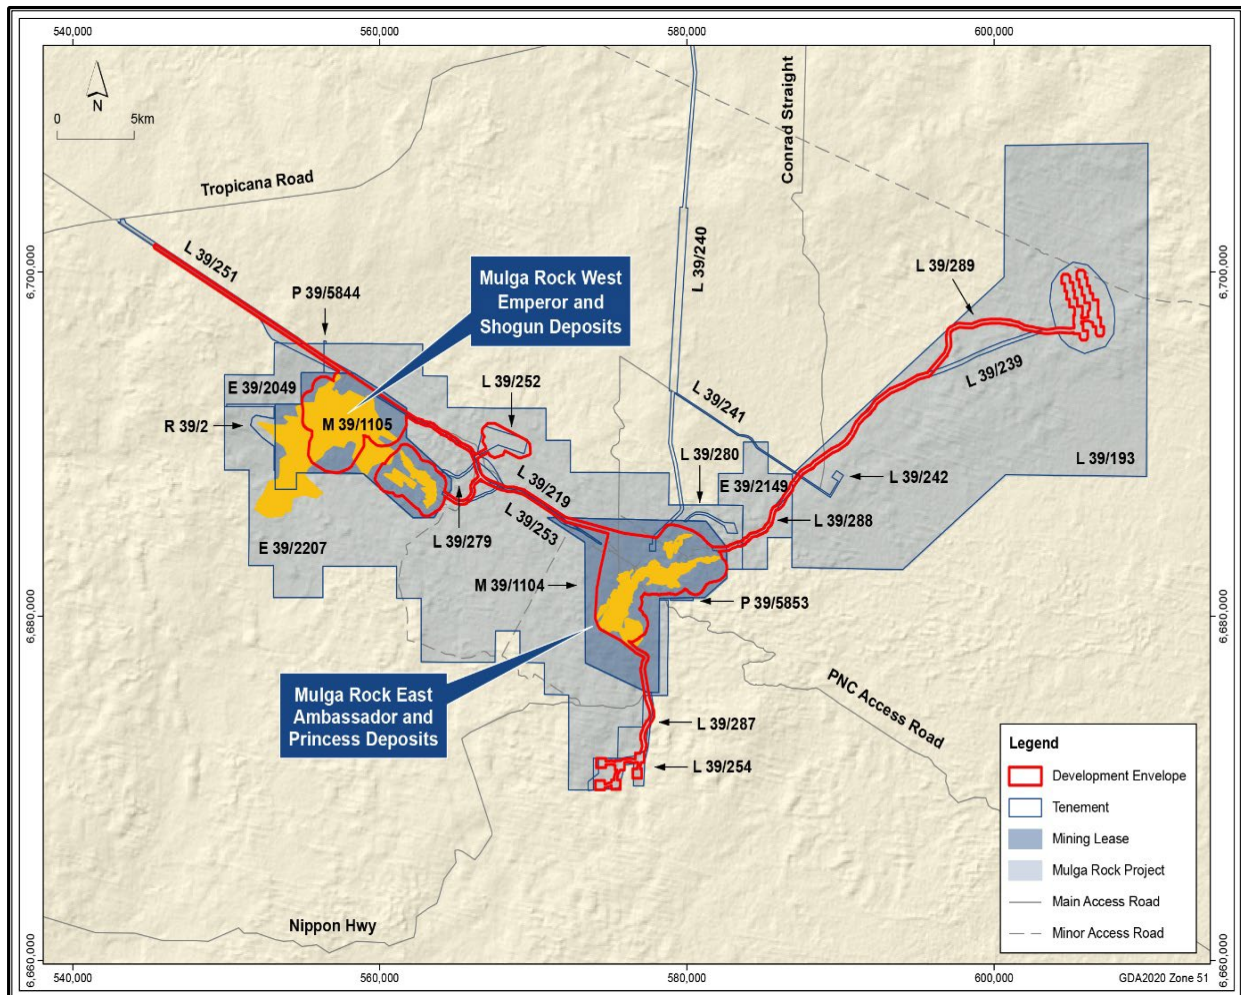 540,000
560,000
580,000
600,000
N
0
5km
Tropicana Road
Conrad Straight
6,700,000
6,700,000
L 39/251
L 39/240
P 39/5844
Mulga Rock West
Emperor and
Shogun Deposits
L 39/289
L 39/239
E 39/2049
L 39/252
L 39/241
R 39/2
M 39/1105
L 39/280
L 39/193
E 39/2149
L 39/242
L 39/219
L 39/288
L 39/253
L 39/279
E 39/2207
M 39/1104
P 39/5853
6,680,000
6,680,000
Mulga Rock East
Ambassador and
Princess Deposits
PNC Access Road
L 39/287
L 39/254
Nippon Hwy
Legend
Development Envelope
Tenement
Mining Lease
Mulga Rock Project
Main Access Road
Minor Access Road
6,660,000
6,660,000
540,000
560,000
580,000
600,000
GDA2020 Zone 51